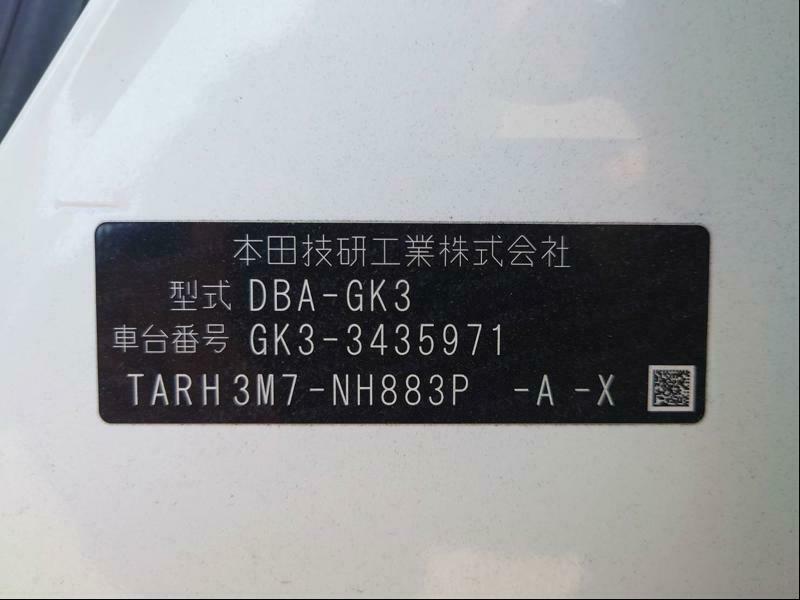 本田技研工業株式会社
型式 DBA-GK3
車台番号 GK3-3435971
TARH3M7-NH883P -A -X